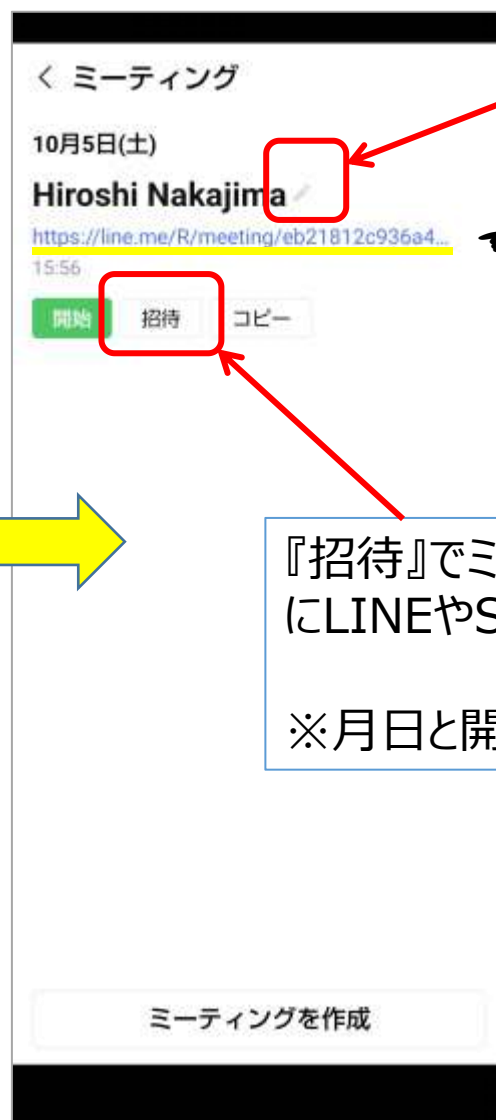 ミーティング
10月5日(土)
Hiroshi Nakajima
https://line.me/R/meeting/eb21812c936a4...
15:56
開始 招待 コピー
『招待』でミ
にLINEやS
※月日と開
ミーティングを作成